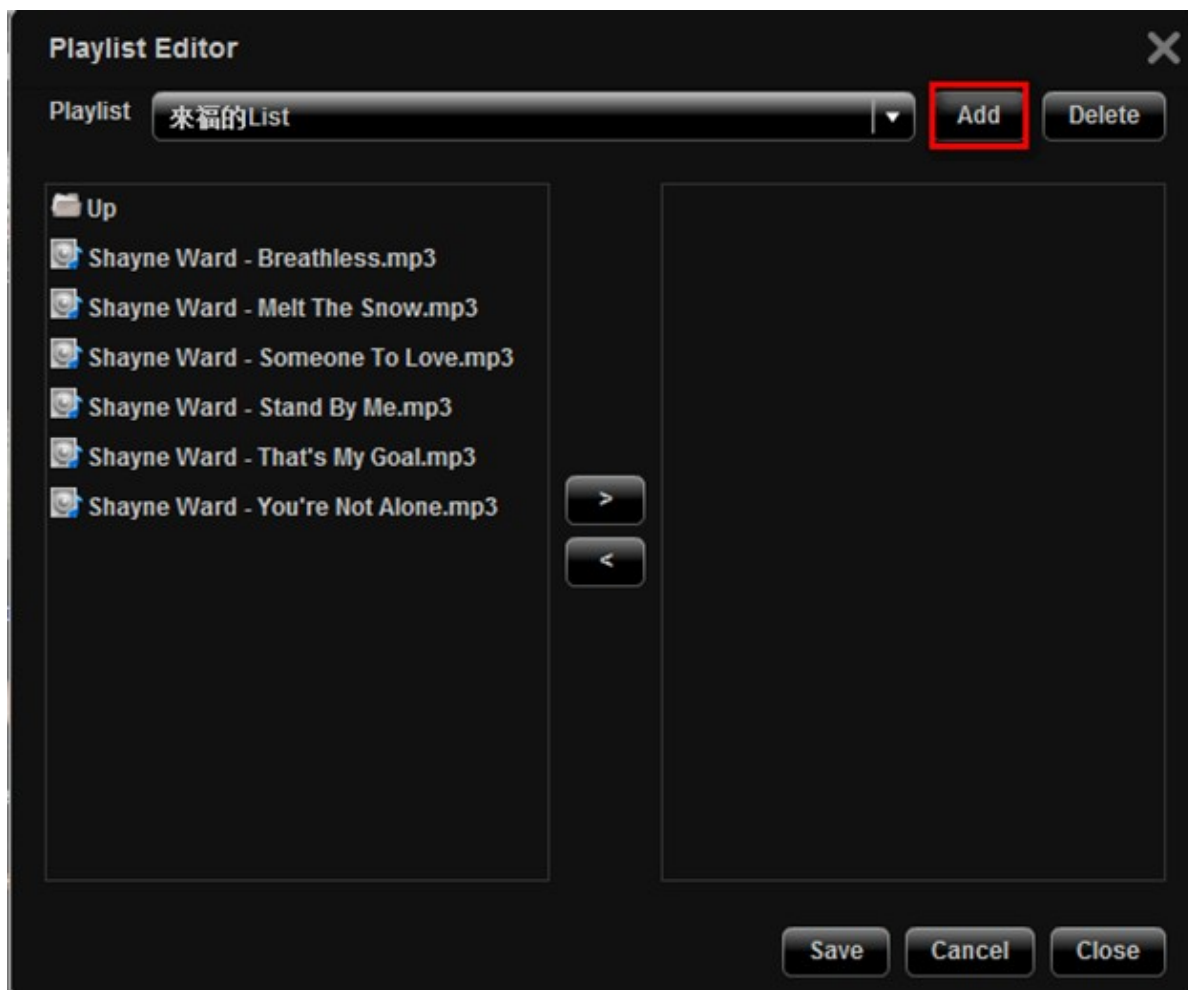 Playlist Editor
Playlist 來福的List Add Delete
Up
Shayne Ward - Breathless.mp3
Shayne Ward - Melt The Snow.mp3
Shayne Ward - Someone To Love.mp3
Shayne Ward - Stand By Me.mp3
Shayne Ward - That's My Goal.mp3
Shayne Ward - You're Not Alone.mp3
>
<
Save Cancel Close